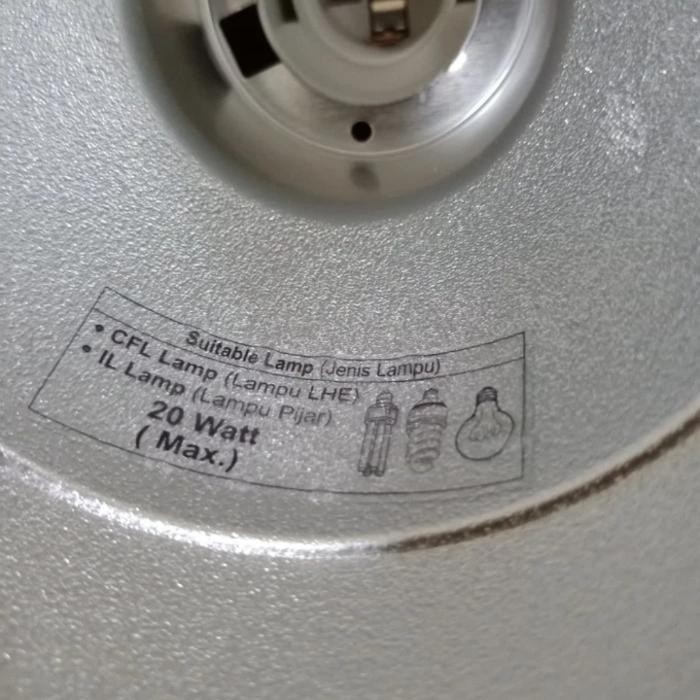 Suitable Lamp (Jenis Lampu)
• CFL Lamp (Lampu LHE)
• IL Lamp (Lampu Pijar)
20 Watt
( Max.)